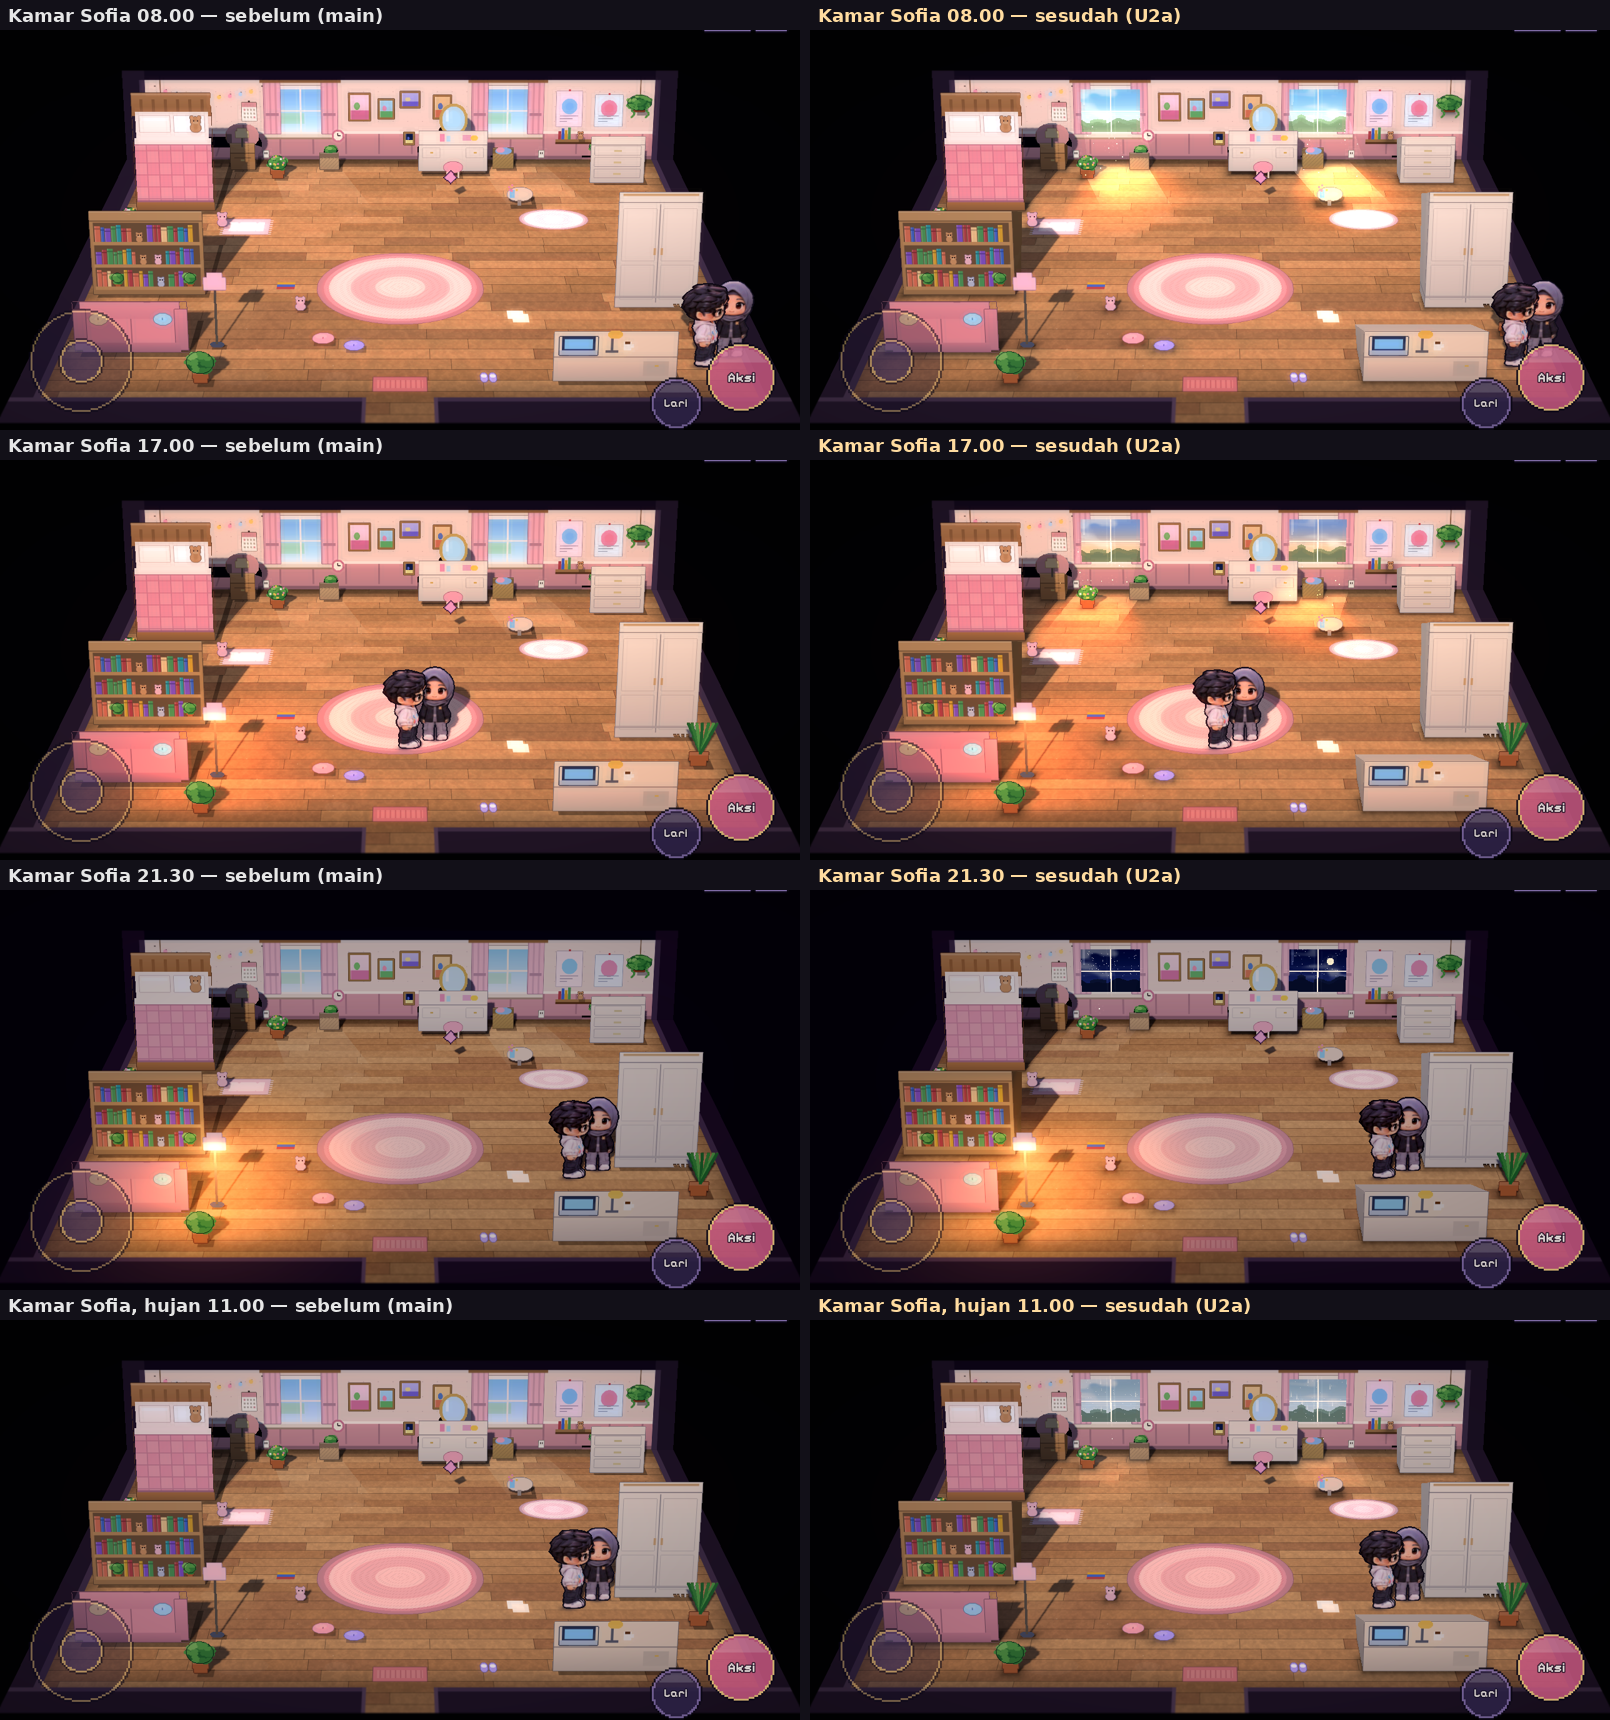 Kamar Sofia 08.00 — sebelum (main)
Kamar Sofia 08.00 — sesudah (U2a)
Aksi
Lari
Aksi
Lari
Kamar Sofia 17.00 — sebelum (main)
Kamar Sofia 17.00 — sesudah (U2a)
Aksi
Lari
Aksi
Lari
Kamar Sofia 21.30 — sebelum (main)
Kamar Sofia 21.30 — sesudah (U2a)
Aksi
Lari
Aksi
Lari
Kamar Sofia, hujan 11.00 — sebelum (main)
Kamar Sofia, hujan 11.00 — sesudah (U2a)
Aksi
Lari
Aksi
Lari